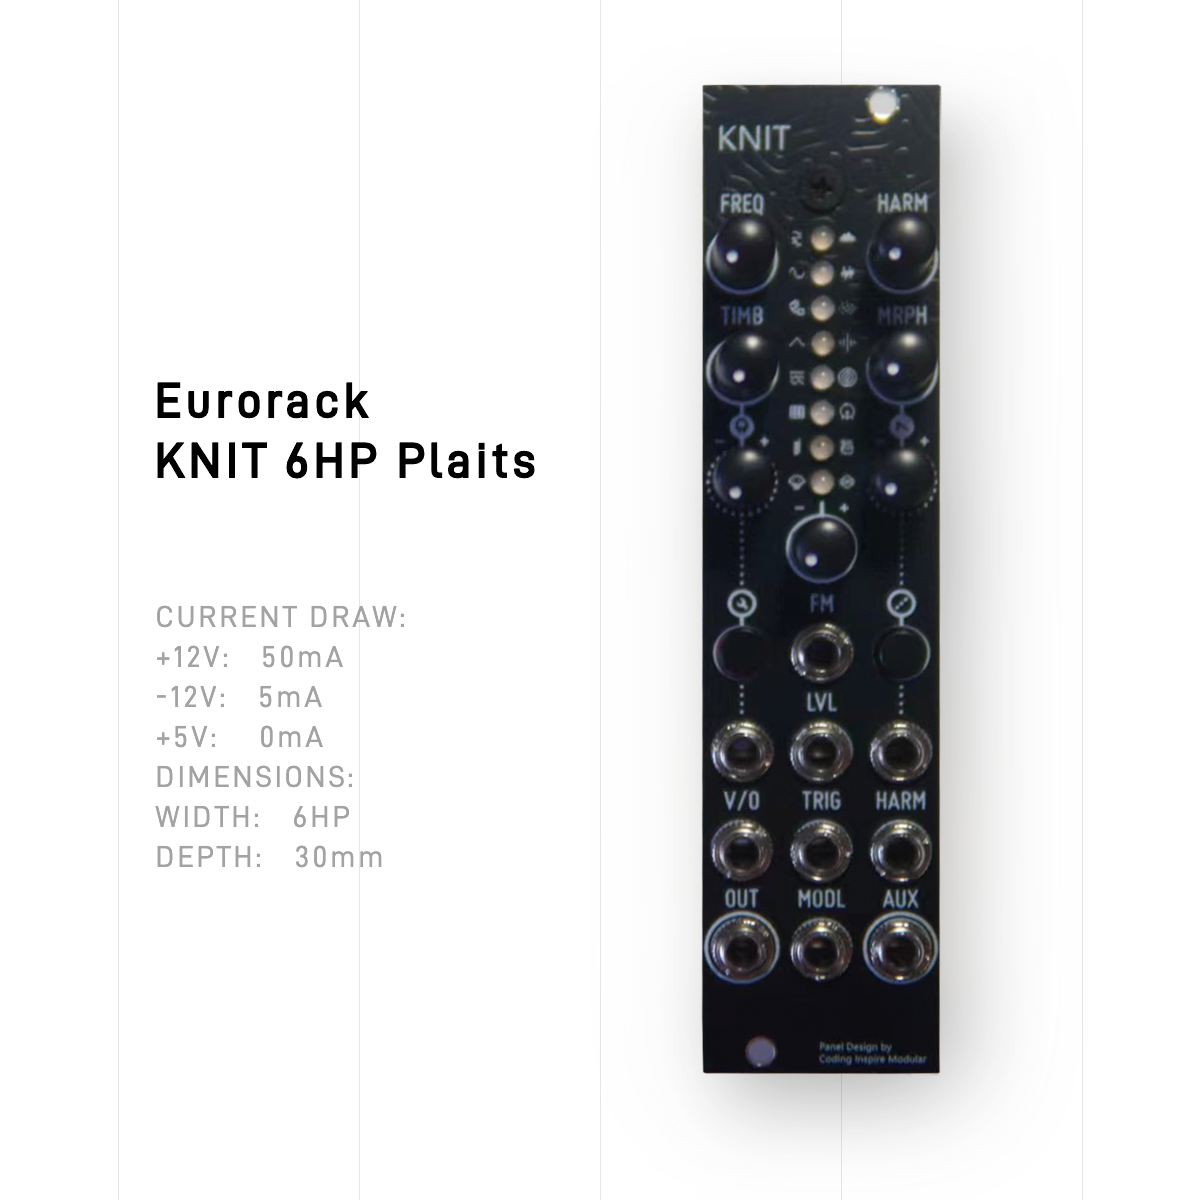 Eurorack
KNIT 6HP Plaits
CURRENT DRAW:
+12V: 50mA
-12V: 5mA
+5V: 0mA
DIMENSIONS:
WIDTH: 6HP
DEPTH: 30mm
KNIT
FREQ HARM
TIMB MRPH
- + - +
- +
FM
LVL
V/O TRIG HARM
OUT MODL AUX
Panel Design by
Coding Inspire Modular